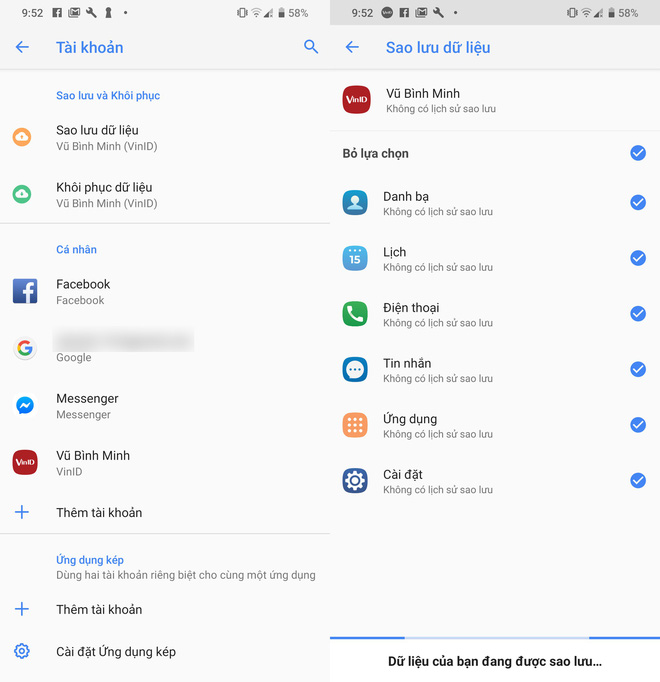 9:52
58%
Tài khoản
Sao lưu và Khôi phục
Sao lưu dữ liệu
Vũ Bình Minh (VinID)
Khôi phục dữ liệu
Vũ Bình Minh (VinID)
Cá nhân
Facebook
Facebook
Google
Messenger
Messenger
VinID
Vũ Bình Minh
VinID
Thêm tài khoản
Ứng dụng kép
Dùng hai tài khoản riêng biệt cho cùng một ứng dụng
Thêm tài khoản
Cài đặt Ứng dụng kép
9:52
58%
Sao lưu dữ liệu
VinID
Vũ Bình Minh
Không có lịch sử sao lưu
Bỏ lựa chọn
Danh bạ
Không có lịch sử sao lưu
15
Lịch
Không có lịch sử sao lưu
Điện thoại
Không có lịch sử sao lưu
Tin nhắn
Không có lịch sử sao lưu
Ứng dụng
Không có lịch sử sao lưu
Cài đặt
Không có lịch sử sao lưu
Dữ liệu của bạn đang được sao lưu...